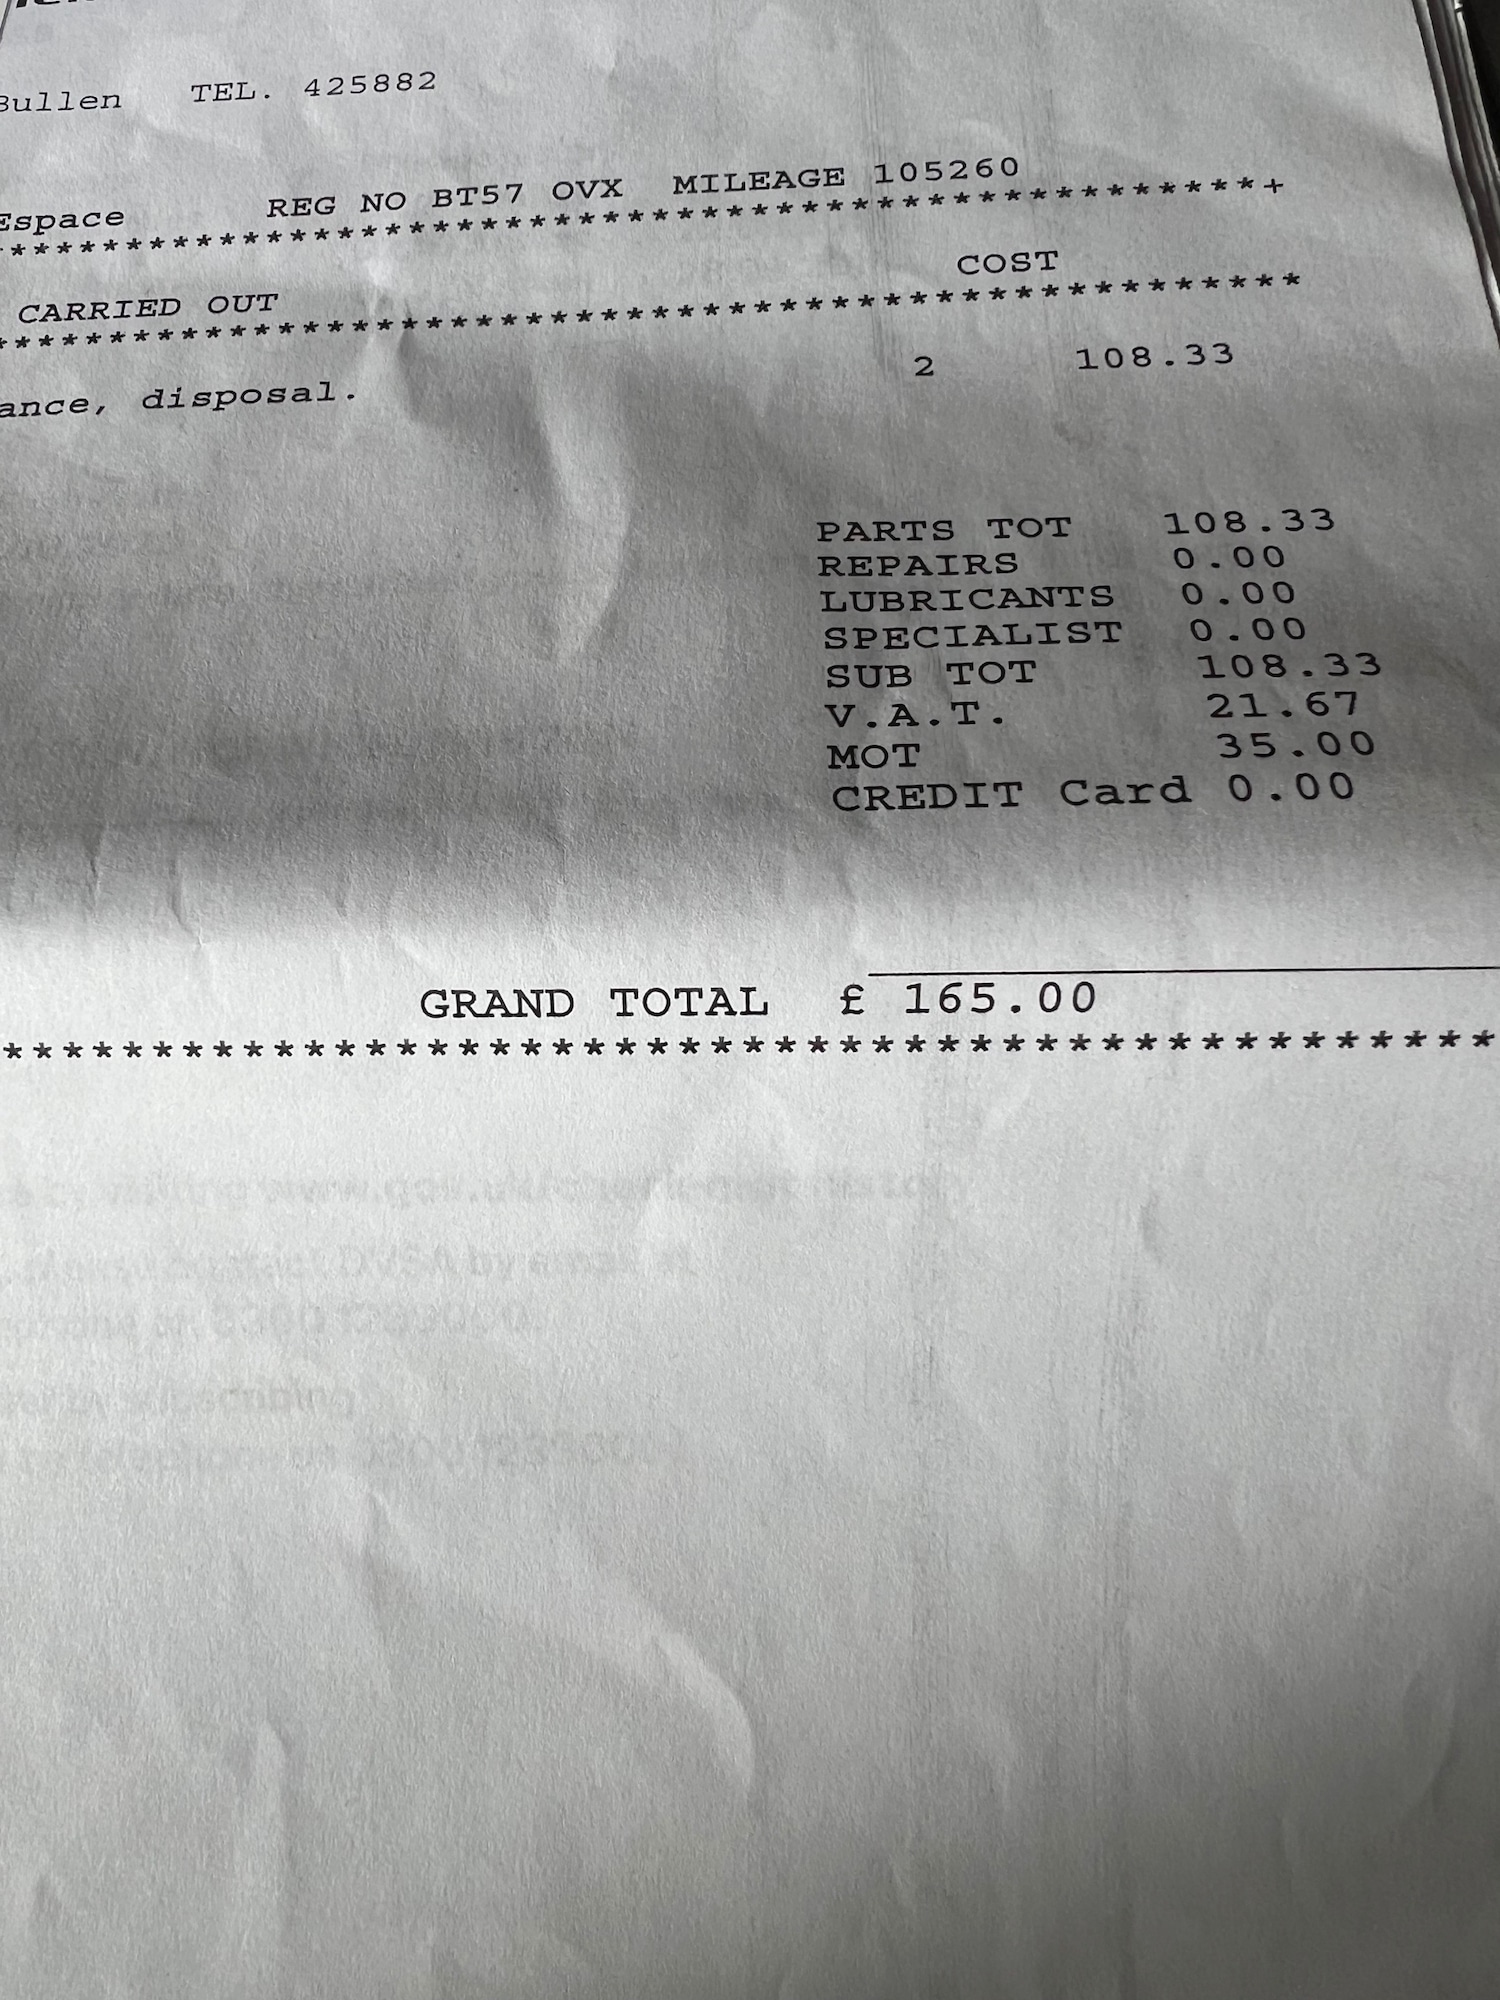 Bullen TEL. 425882
Espace REG NO BT57 OVX MILEAGE 105260
*******************************************************+
CARRIED OUT COST
********************************************************
ance, disposal. 2 108.33
PARTS TOT 108.33
REPAIRS 0.00
LUBRICANTS 0.00
SPECIALIST 0.00
SUB TOT 108.33
V.A.T. 21.67
MOT 35.00
CREDIT Card 0.00
GRAND TOTAL £ 165.00
***********************************************